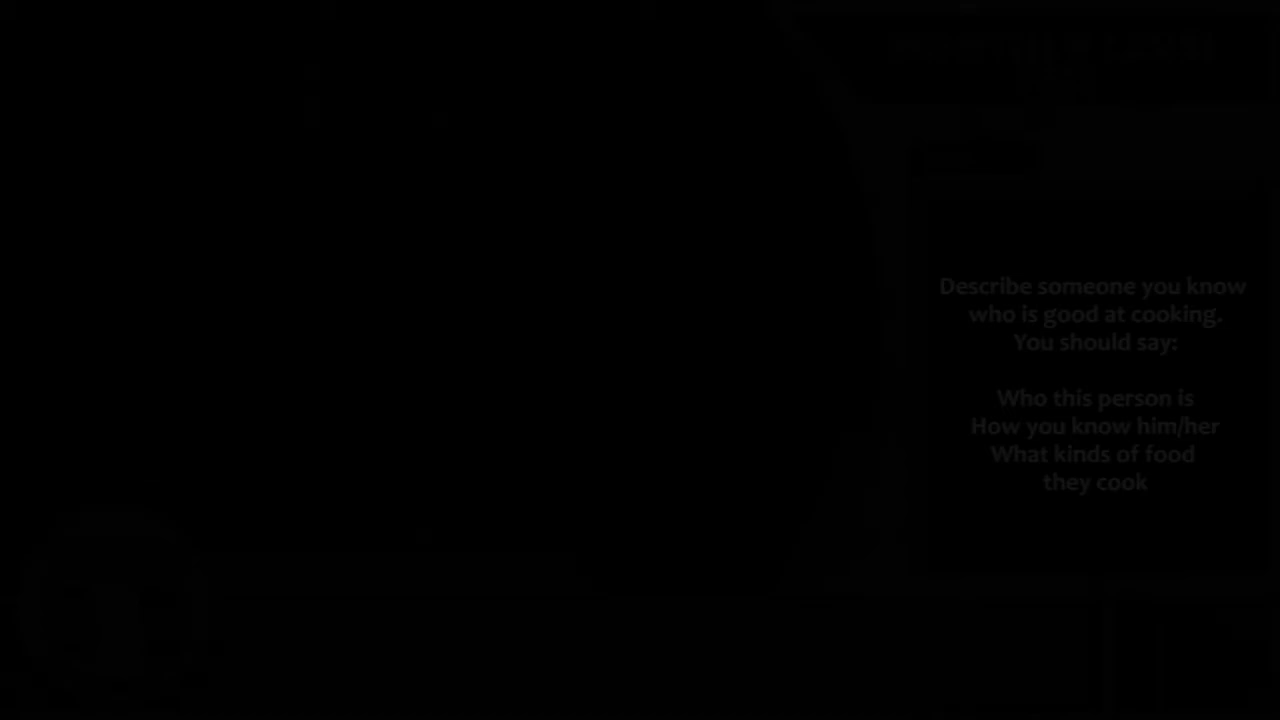 Describe someone you know
who is good at cooking.
You should say:
Who this person is
How you know him/her
What kinds of food
they cook